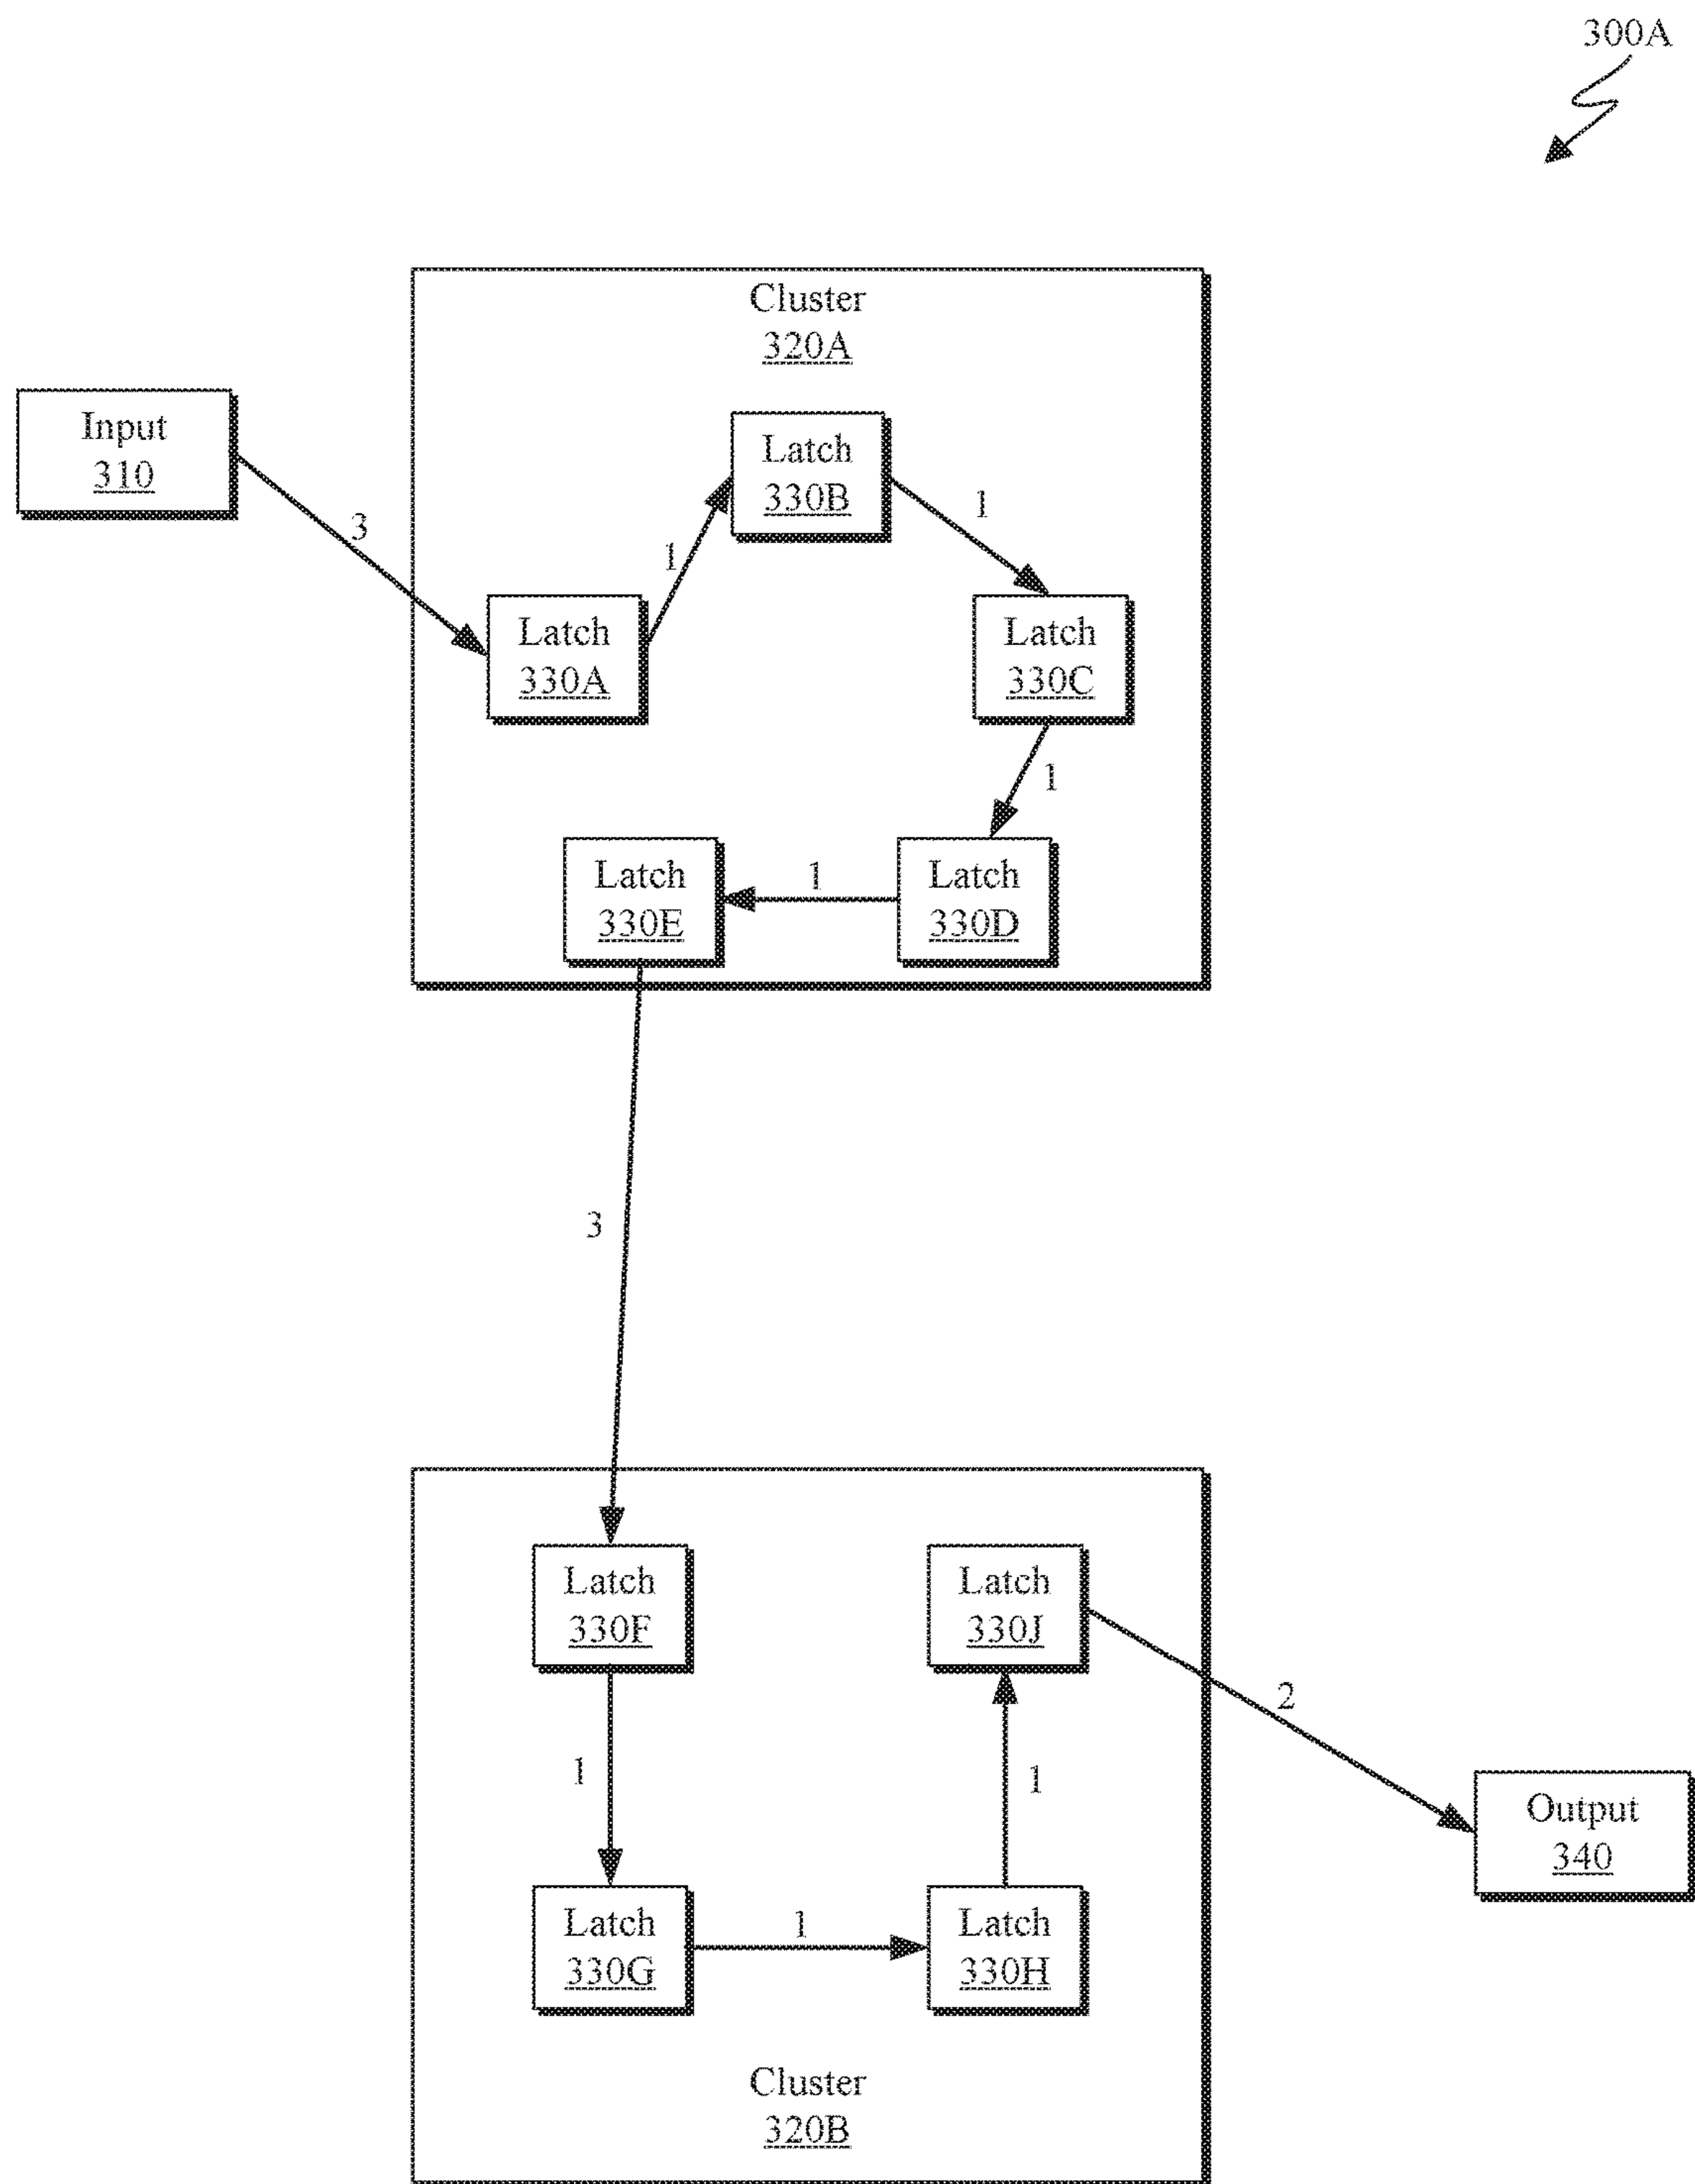 300A
Cluster
320A
Input
310
3
Latch
330B
1
1
Latch
330A
Latch
330C
1
Latch
330E
1
Latch
330D
3
Latch
330F
Latch
330J
2
1
1
Output
340
Latch
330G
1
Latch
330H
Cluster
320B